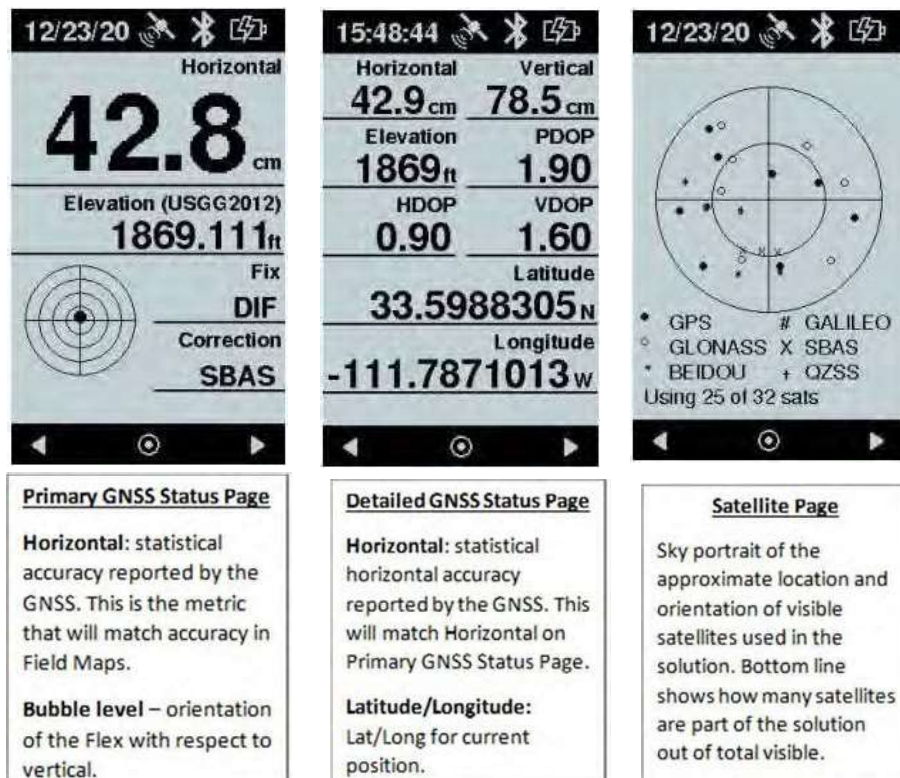 12/23/20
Horizontal
42.8 cm
Elevation (USGG2012)
1869.111ft
Fix
DIF
Correction
SBAS
15:48:44
Horizontal Vertical
42.9 cm 78.5 cm
Elevation PDOP
1869ft 1.90
HDOP VDOP
0.90 1.60
Latitude
33.5988305 N
Longitude
-111.7871013 W
12/23/20
• GPS # GALILEO
○ GLONASS X SBAS
* BEIDOU + QZSS
Using 25 of 32 sats
Primary GNSS Status Page
Horizontal: statistical
accuracy reported by the
GNSS. This is the metric
that will match accuracy in
Field Maps.
Bubble level – orientation
of the Flex with respect to
vertical.
Detailed GNSS Status Page
Horizontal: statistical
horizontal accuracy
reported by the GNSS. This
will match Horizontal on
Primary GNSS Status Page.
Latitude/Longitude:
Lat/Long for current
position.
Satellite Page
Sky portrait of the
approximate location and
orientation of visible
satellites used in the
solution. Bottom line
shows how many satellites
are part of the solution
out of total visible.